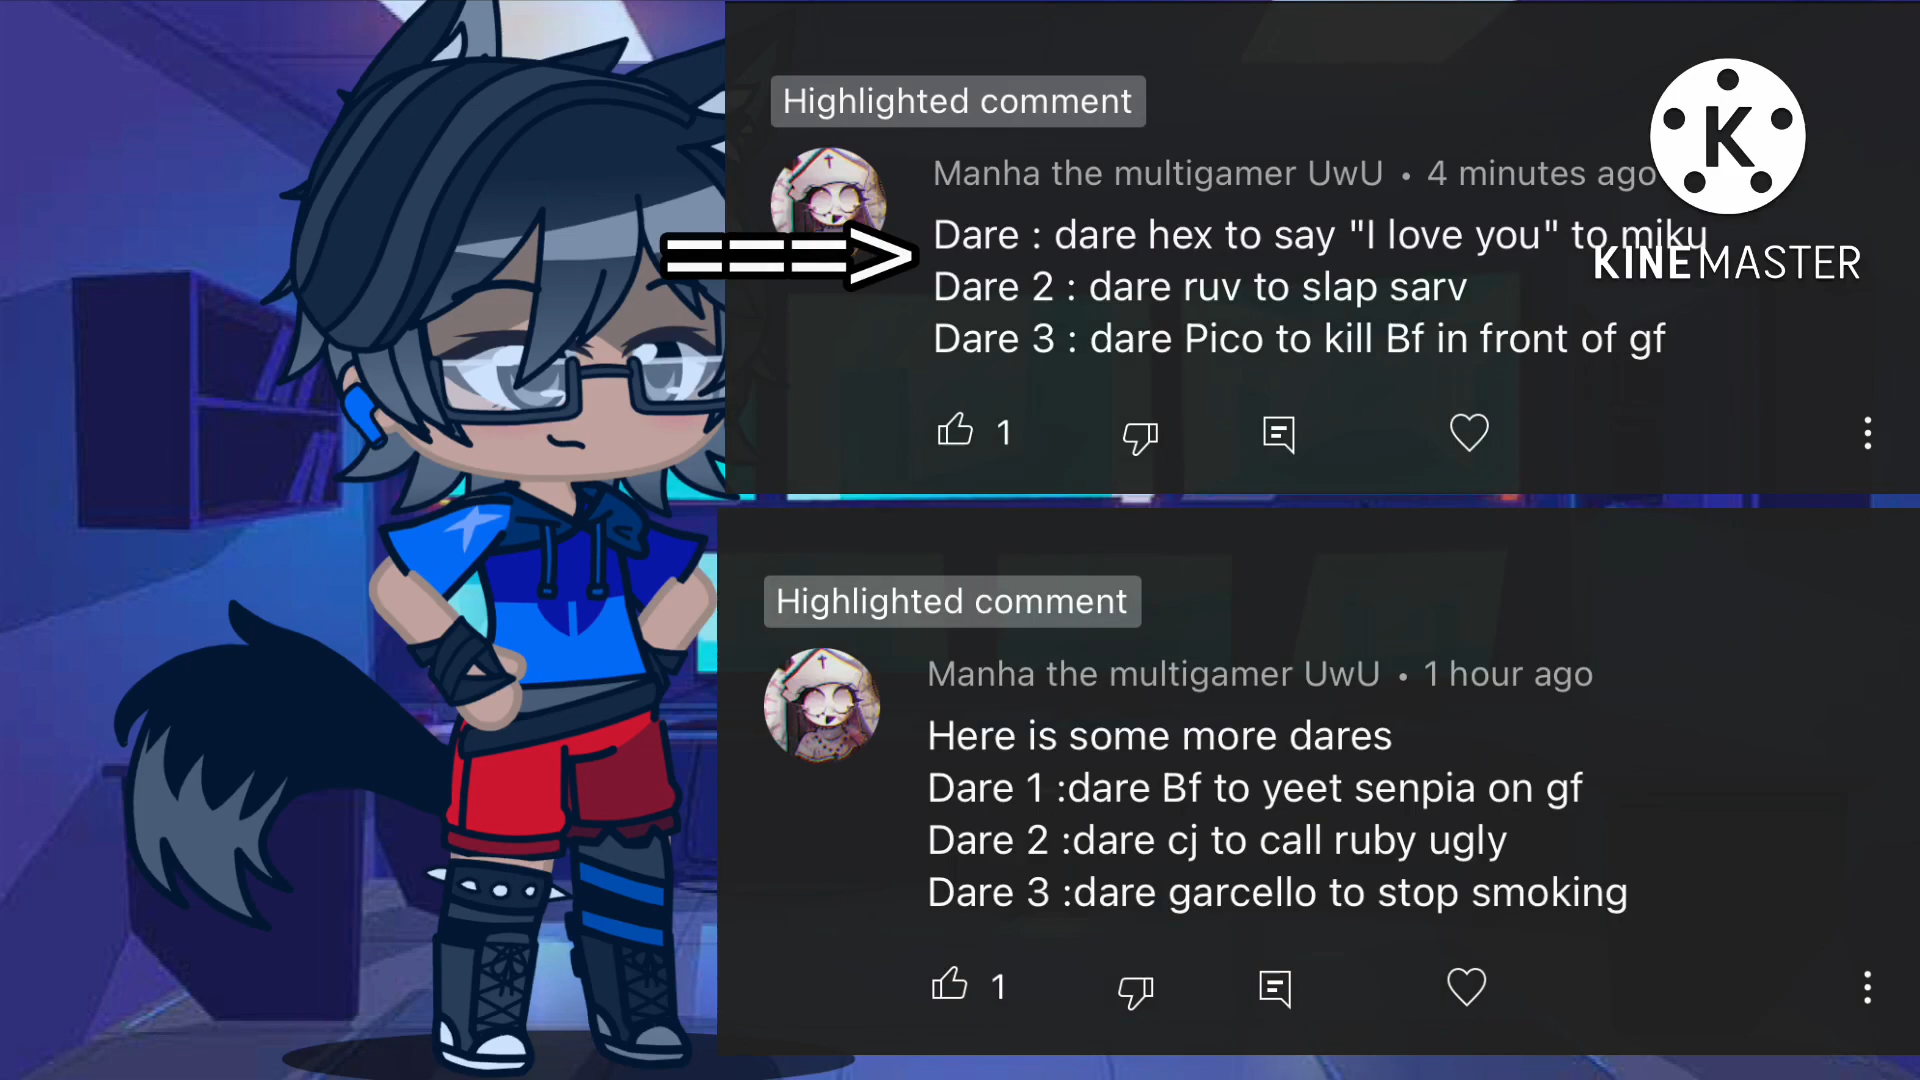 Highlighted comment
Manha the multigamer UwU • 4 minutes ago
Dare : dare hex to say "I love you" to miku
Dare 2 : dare ruv to slap sarv
Dare 3 : dare Pico to kill Bf in front of gf
1
K
KINEMASTER
Highlighted comment
Manha the multigamer UwU • 1 hour ago
Here is some more dares
Dare 1 :dare Bf to yeet senpia on gf
Dare 2 :dare cj to call ruby ugly
Dare 3 :dare garcello to stop smoking
1